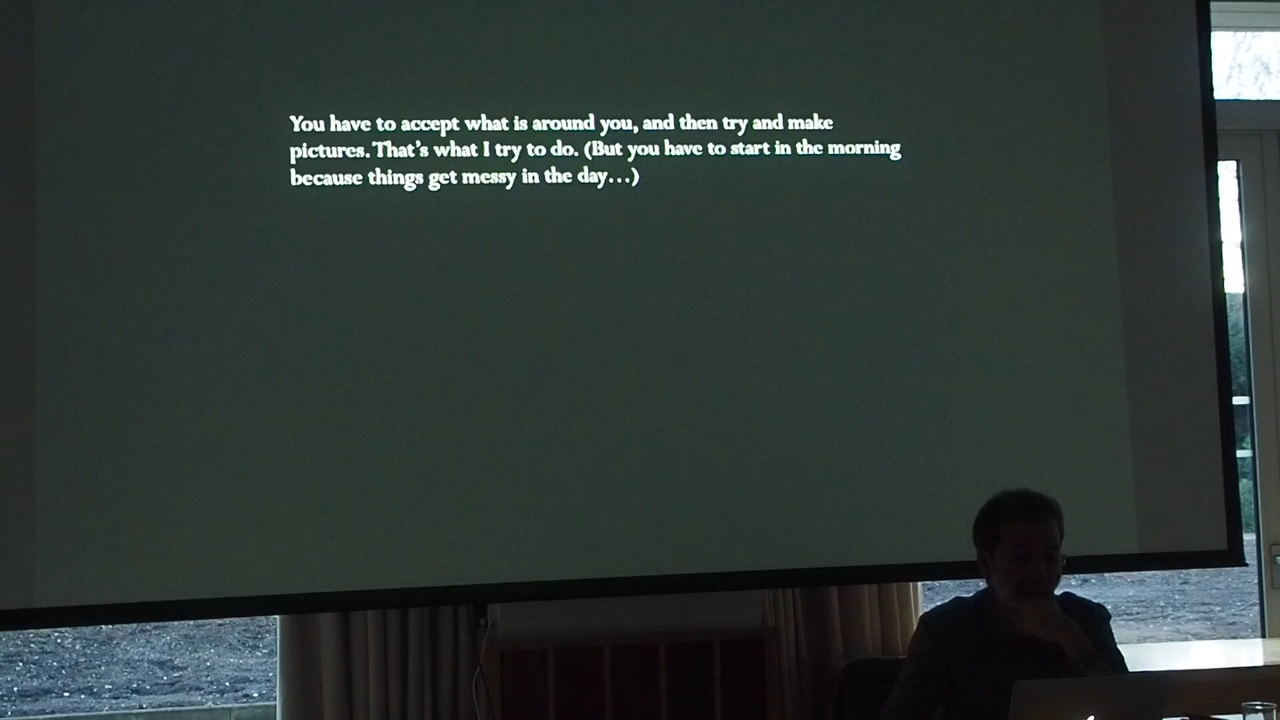 You have to accept what is around you, and then try and make
pictures. That's what I try to do. (But you have to start in the morning
because things get messy in the day...)